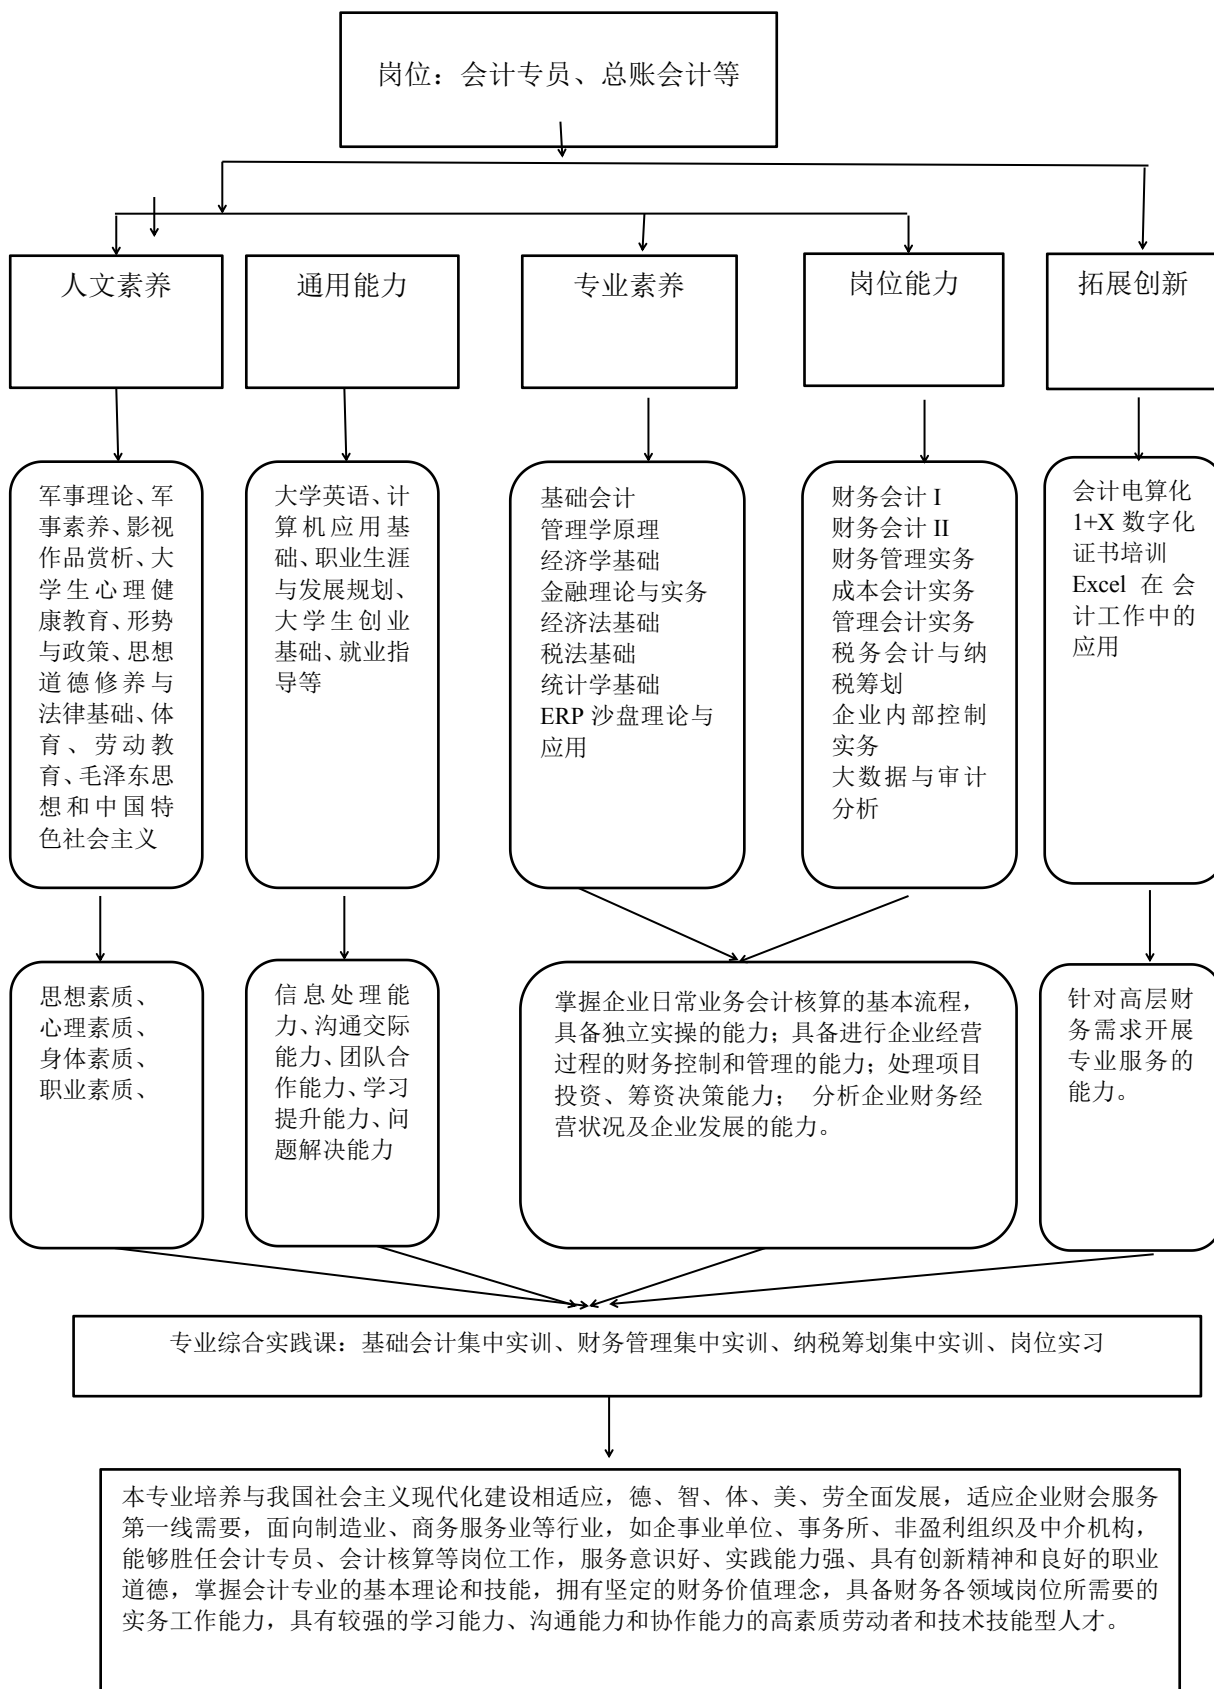 岗位：会计专员、总账会计等
人文素养
通用能力
专业素养
岗位能力
拓展创新
军事理论、军
事素养、影视
作品赏析、大
学生心理健
康教育、形势
与政策、思想
道德修养与
法律基础、体
育、劳动教
育、毛泽东思
想和中国特
色社会主义
大学英语、计
算机应用基
础、职业生涯
与发展规划、
大学生创业
基础、就业指
导等
基础会计
管理学原理
经济学基础
金融理论与实务
经济法基础
税法基础
统计学基础
ERP 沙盘理论与
应用
财务会计 I
财务会计 II
财务管理实务
成本会计实务
管理会计实务
税务会计与纳
税筹划
企业内部控制
实务
大数据与审计
分析
会计电算化
1+X 数字化
证书培训
Excel 在会
计工作中的
应用
思想素质、
心理素质、
身体素质、
职业素质、
信息处理能
力、沟通交际
能力、团队合
作能力、学习
提升能力、问
题解决能力
掌握企业日常业务会计核算的基本流程，
具备独立实操的能力；具备进行企业经营
过程的财务控制和管理的能力；处理项目
投资、筹资决策能力； 分析企业财务经
营状况及企业发展的能力。
针对高层财
务需求开展
专业服务的
能力。
专业综合实践课：基础会计集中实训、财务管理集中实训、纳税筹划集中实训、岗位实习
本专业培养与我国社会主义现代化建设相适应，德、智、体、美、劳全面发展，适应企业财会服务
第一线需要，面向制造业、商务服务业等行业，如企事业单位、事务所、非盈利组织及中介机构，
能够胜任会计专员、会计核算等岗位工作，服务意识好、实践能力强、具有创新精神和良好的职业
道德，掌握会计专业的基本理论和技能，拥有坚定的财务价值理念，具备财务各领域岗位所需要的
实务工作能力，具有较强的学习能力、沟通能力和协作能力的高素质劳动者和技术技能型人才。